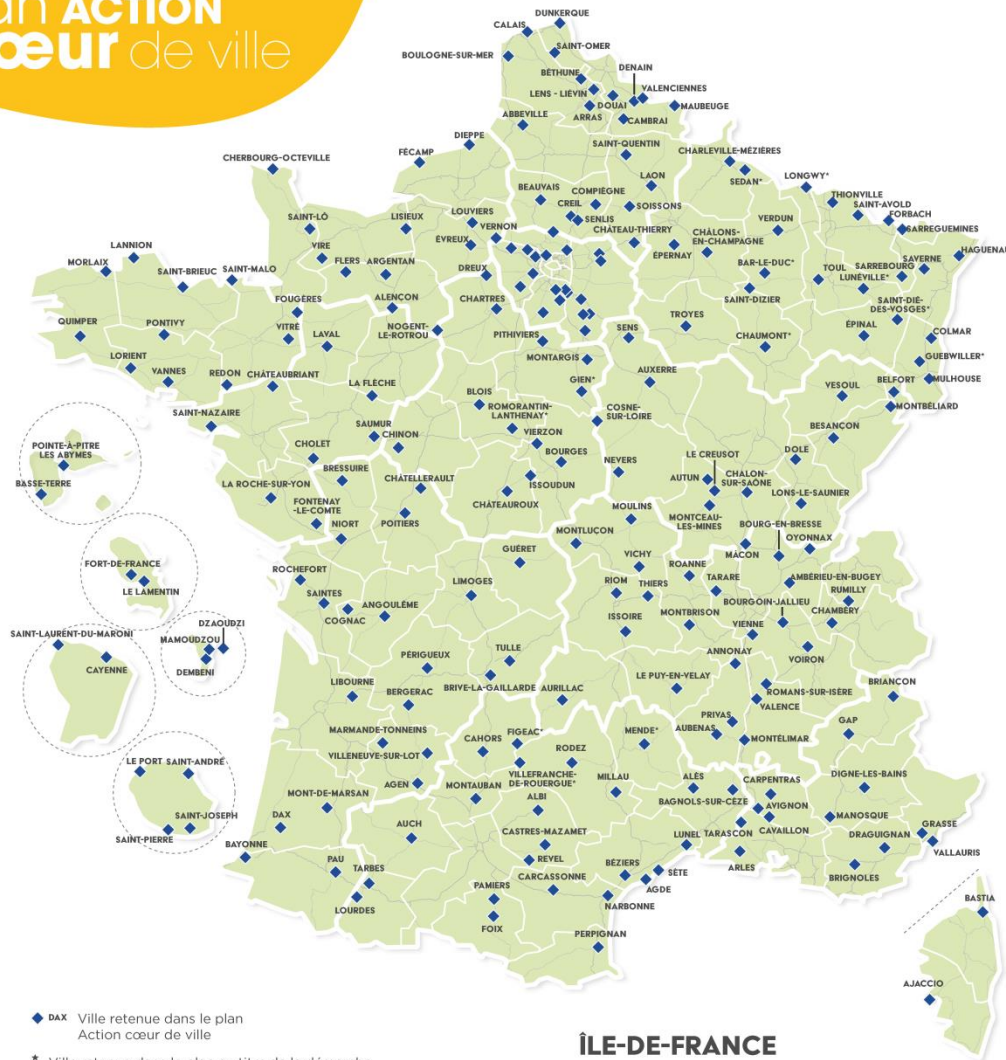 ACTION
cœur de ville
DUNKERQUE
CALAIS
BOULOGNE-SUR-MER
SAINT-OMER
DENAIN
BÉTHUNE
VALENCIENNES
LENS - LIÉVIN
DOUAI
MAUBEUGE
ARRAS
CAMBRAI
ABBEVILLE
DIEPPE
SAINT-QUENTIN
FÉCAMP
CHARLEVILLE-MÉZIÈRES
CHERBOURG-OCTEVILLE
SEDAN*
LONGWY*
LAON
BEAUVAIS
COMPIÈGNE
THIONVILLE
CREIL
SOISSONS
SAINT-AVOLD
SAINT-LÔ
LISIEUX
LOUVIERS
SENLIS
VERDUN
FORBACH
VERNON
CHÂTEAU-THIERRY
CHÂLONS-
EN-CHAMPAGNE
SARREGUEMINES
LANNION
VIRE
ÉVREUX
ÉPERNAY
HAGUENAU
MORLAIX
FLERS
ARGENTAN
DREUX
BAR-LE-DUC*
TOUL
SARREBOURG
SAVERNE
SAINT-BRIEUC
SAINT-MALO
LUNÉVILLE*
FOUGÈRES
ALENÇON
CHARTRES
SAINT-DIZIER
SAINT-DIÉ-
DES-VOSGES*
QUIMPER
PONTIVY
VITRÉ
LAVAL
NOGENT-
LE-ROTROU
PITHIVIERS
SENS
TROYES
CHAUMONT*
ÉPINAL
COLMAR
LORIENT
MONTARGIS
GUEBWILLER*
VANNES
REDON
CHÂTEAUBRIANT
LA FLÈCHE
BLOIS
GIEN*
AUXERRE
VESOUL
BELFORT
MULHOUSE
SAINT-NAZAIRE
ROMORANTIN-
LANTHENAY*
COSNE-
SUR-LOIRE
MONTBÉLIARD
SAUMUR
CHINON
VIERZON
BESANÇON
POINTE-À-PITRE
LES ABYMES
CHOLET
BOURGES
NEVERS
LE CREUSOT
DOLE
BASSE-TERRE
BRESSUIRE
CHÂTELLERAULT
ISSOUDUN
AUTUN
CHALON-
SUR-SAÔNE
LA ROCHE-SUR-YON
FONTENAY
-LE-COMTE
CHÂTEAUROUX
LONS-LE-SAUNIER
NIORT
POITIERS
MOULINS
MONTCEAU-
LES-MINES
BOURG-EN-BRESSE
MONTLUÇON
OYONNAX
GUÉRET
VICHY
MÂCON
FORT-DE-FRANCE
ROCHEFORT
ROANNE
LE LAMENTIN
LIMOGES
RIOM
THIERS
TARARE
AMBÉRIEU-EN-BUGEY
SAINTES
RUMILLY
ANGOULÊME
BOURGOIN-JALLIEU
COGNAC
ISSOIRE
MONTBRISON
CHAMBÉRY
DZAOUDZI
VIENNE
SAINT-LAURENT-DU-MARONI
MAMOUDZOU
TULLE
ANNONAY
VOIRON
CAYENNE
DEMBENI
PÉRIGUEUX
LE PUY-EN-VELAY
LIBOURNE
BERGERAC
BRIVE-LA-GAILLARDE
AURILLAC
ROMANS-SUR-ISÈRE
BRIANÇON
VALENCE
MARMANDE-TONNEINS
PRIVAS
GAP
CAHORS
FIGEAC*
MENDE*
AUBENAS
VILLENEUVE-SUR-LOT
RODEZ
MONTÉLIMAR
LE PORT
SAINT-ANDRÉ
AGEN
MONTAUBAN
VILLEFRANCHE-
DE-ROUERGUE*
MILLAU
ALÈS
CARPENTRAS
DIGNE-LES-BAINS
MONT-DE-MARSAN
ALBI
BAGNOLS-SUR-CÈZE
AVIGNON
SAINT-JOSEPH
DAX
AUCH
CASTRES-MAZAMET
LUNEL
TARASCON
CAVAILLON
MANOSQUE
GRASSE
SAINT-PIERRE
DRAGUIGNAN
BAYONNE
VALLAURIS
REVEL
BÉZIERS
ARLES
PAU
TARBES
CARCASSONNE
SÈTE
BRIGNOLES
PAMIERS
AGDE
BASTIA
LOURDES
NARBONNE
FOIX
PERPIGNAN
AJACCIO
DAX Ville retenue dans le plan
Action cœur de ville
ÎLE-DE-FRANCE